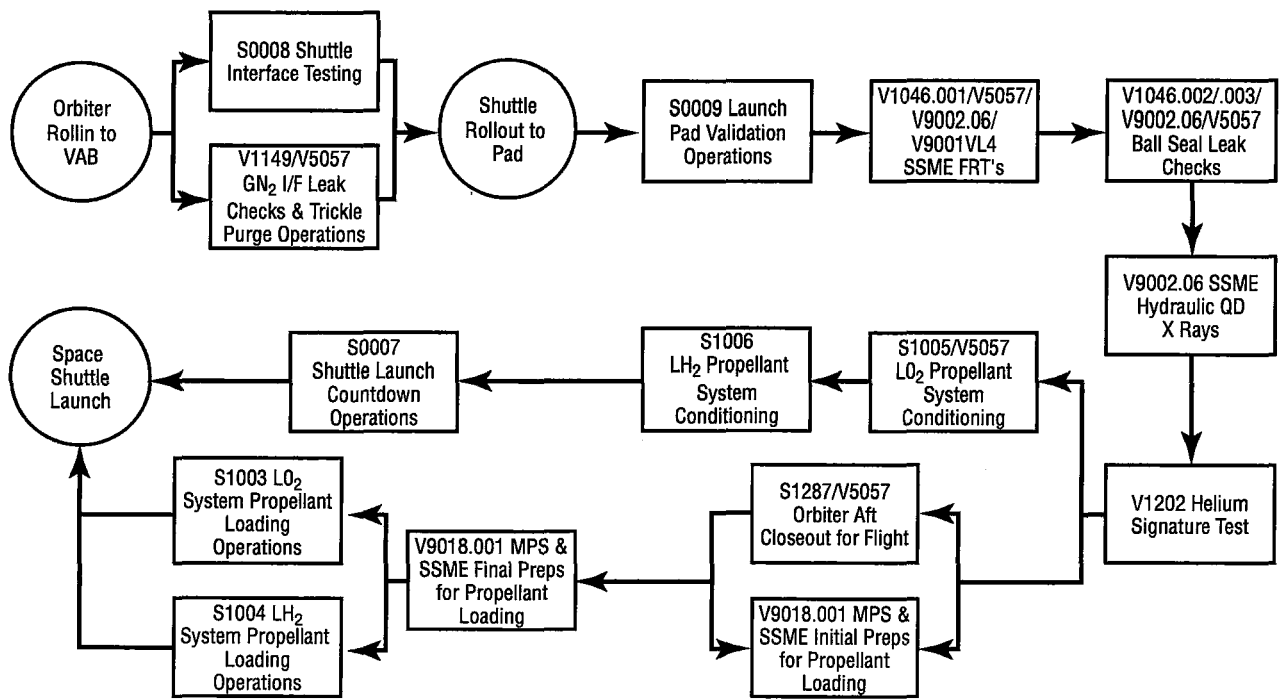 Orbiter
Rollin to
VAB
S0008 Shuttle
Interface Testing
V1149/V5057
GN2 I/F Leak
Checks & Trickle
Purge Operations
Shuttle
Rollout to
Pad
S0009 Launch
Pad Validation
Operations
V1046.001/V5057/
V9002.06/
V9001VL4
SSME FRT's
V1046.002/.003/
V9002.06/V5057
Ball Seal Leak
Checks
V9002.06 SSME
Hydraulic QD
X Rays
V1202 Helium
Signature Test
S1005/V5057
LO2 Propellant
System
Conditioning
S1006
LH2 Propellant
System
Conditioning
S0007
Shuttle Launch
Countdown
Operations
Space
Shuttle
Launch
S1287/V5057
Orbiter Aft
Closeout for Flight
V9018.001 MPS &
SSME Initial Preps
for Propellant
Loading
V9018.001 MPS &
SSME Final Preps
for Propellant
Loading
S1003 LO2
System Propellant
Loading
Operations
S1004 LH2
System Propellant
Loading
Operations